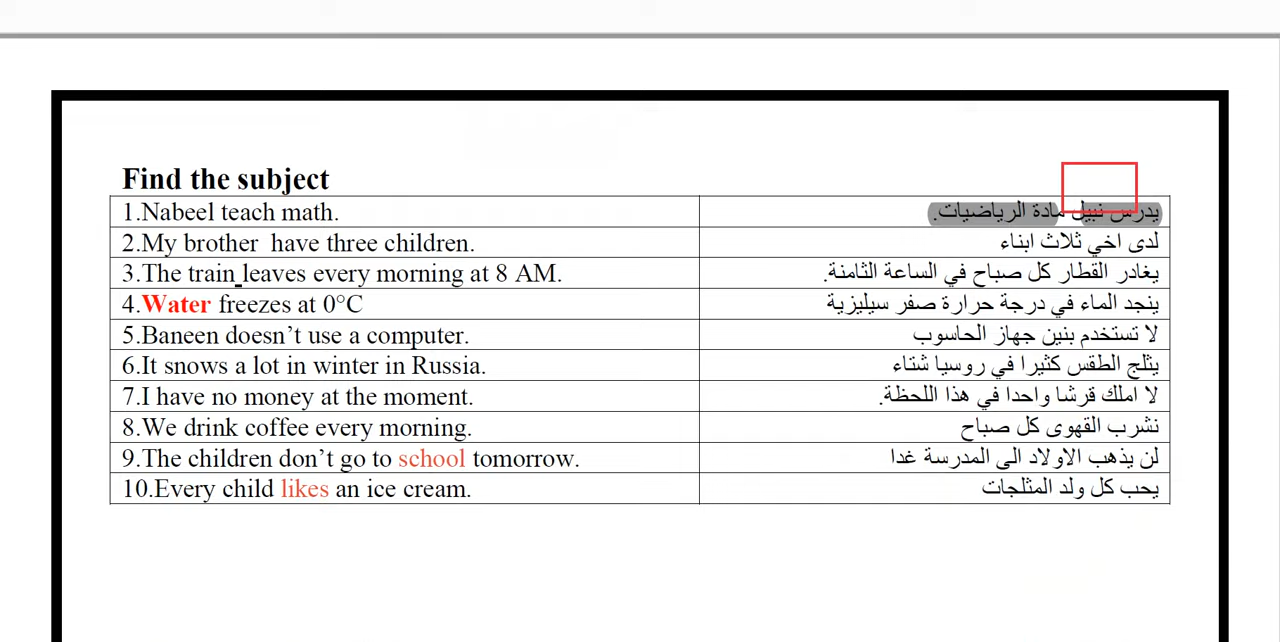 Find the subject
1.Nabeel teach math.
يدرس نبيل مادة الرياضيات.
2.My brother  have three children.
لدى اخي ثلاث ابناء
3.The train leaves every morning at 8 AM.
يغادر القطار كل صباح في الساعة الثامنة.
4.Water freezes at 0°C
ينجد الماء في درجة حرارة صفر سيليزية
5.Baneen doesn’t use a computer.
لا تستخدم بنين جهاز الحاسوب
6.It snows a lot in winter in Russia.
يثلج الطقس كثيرا في روسيا شتاء
7.I have no money at the moment.
لا املك قرشا واحدا في هذا اللحظة.
8.We drink coffee every morning.
نشرب القهوى كل صباح
9.The children don’t go to school tomorrow.
لن يذهب الاولاد الى المدرسة غدا
10.Every child likes an ice cream.
يحب كل ولد المثلجات